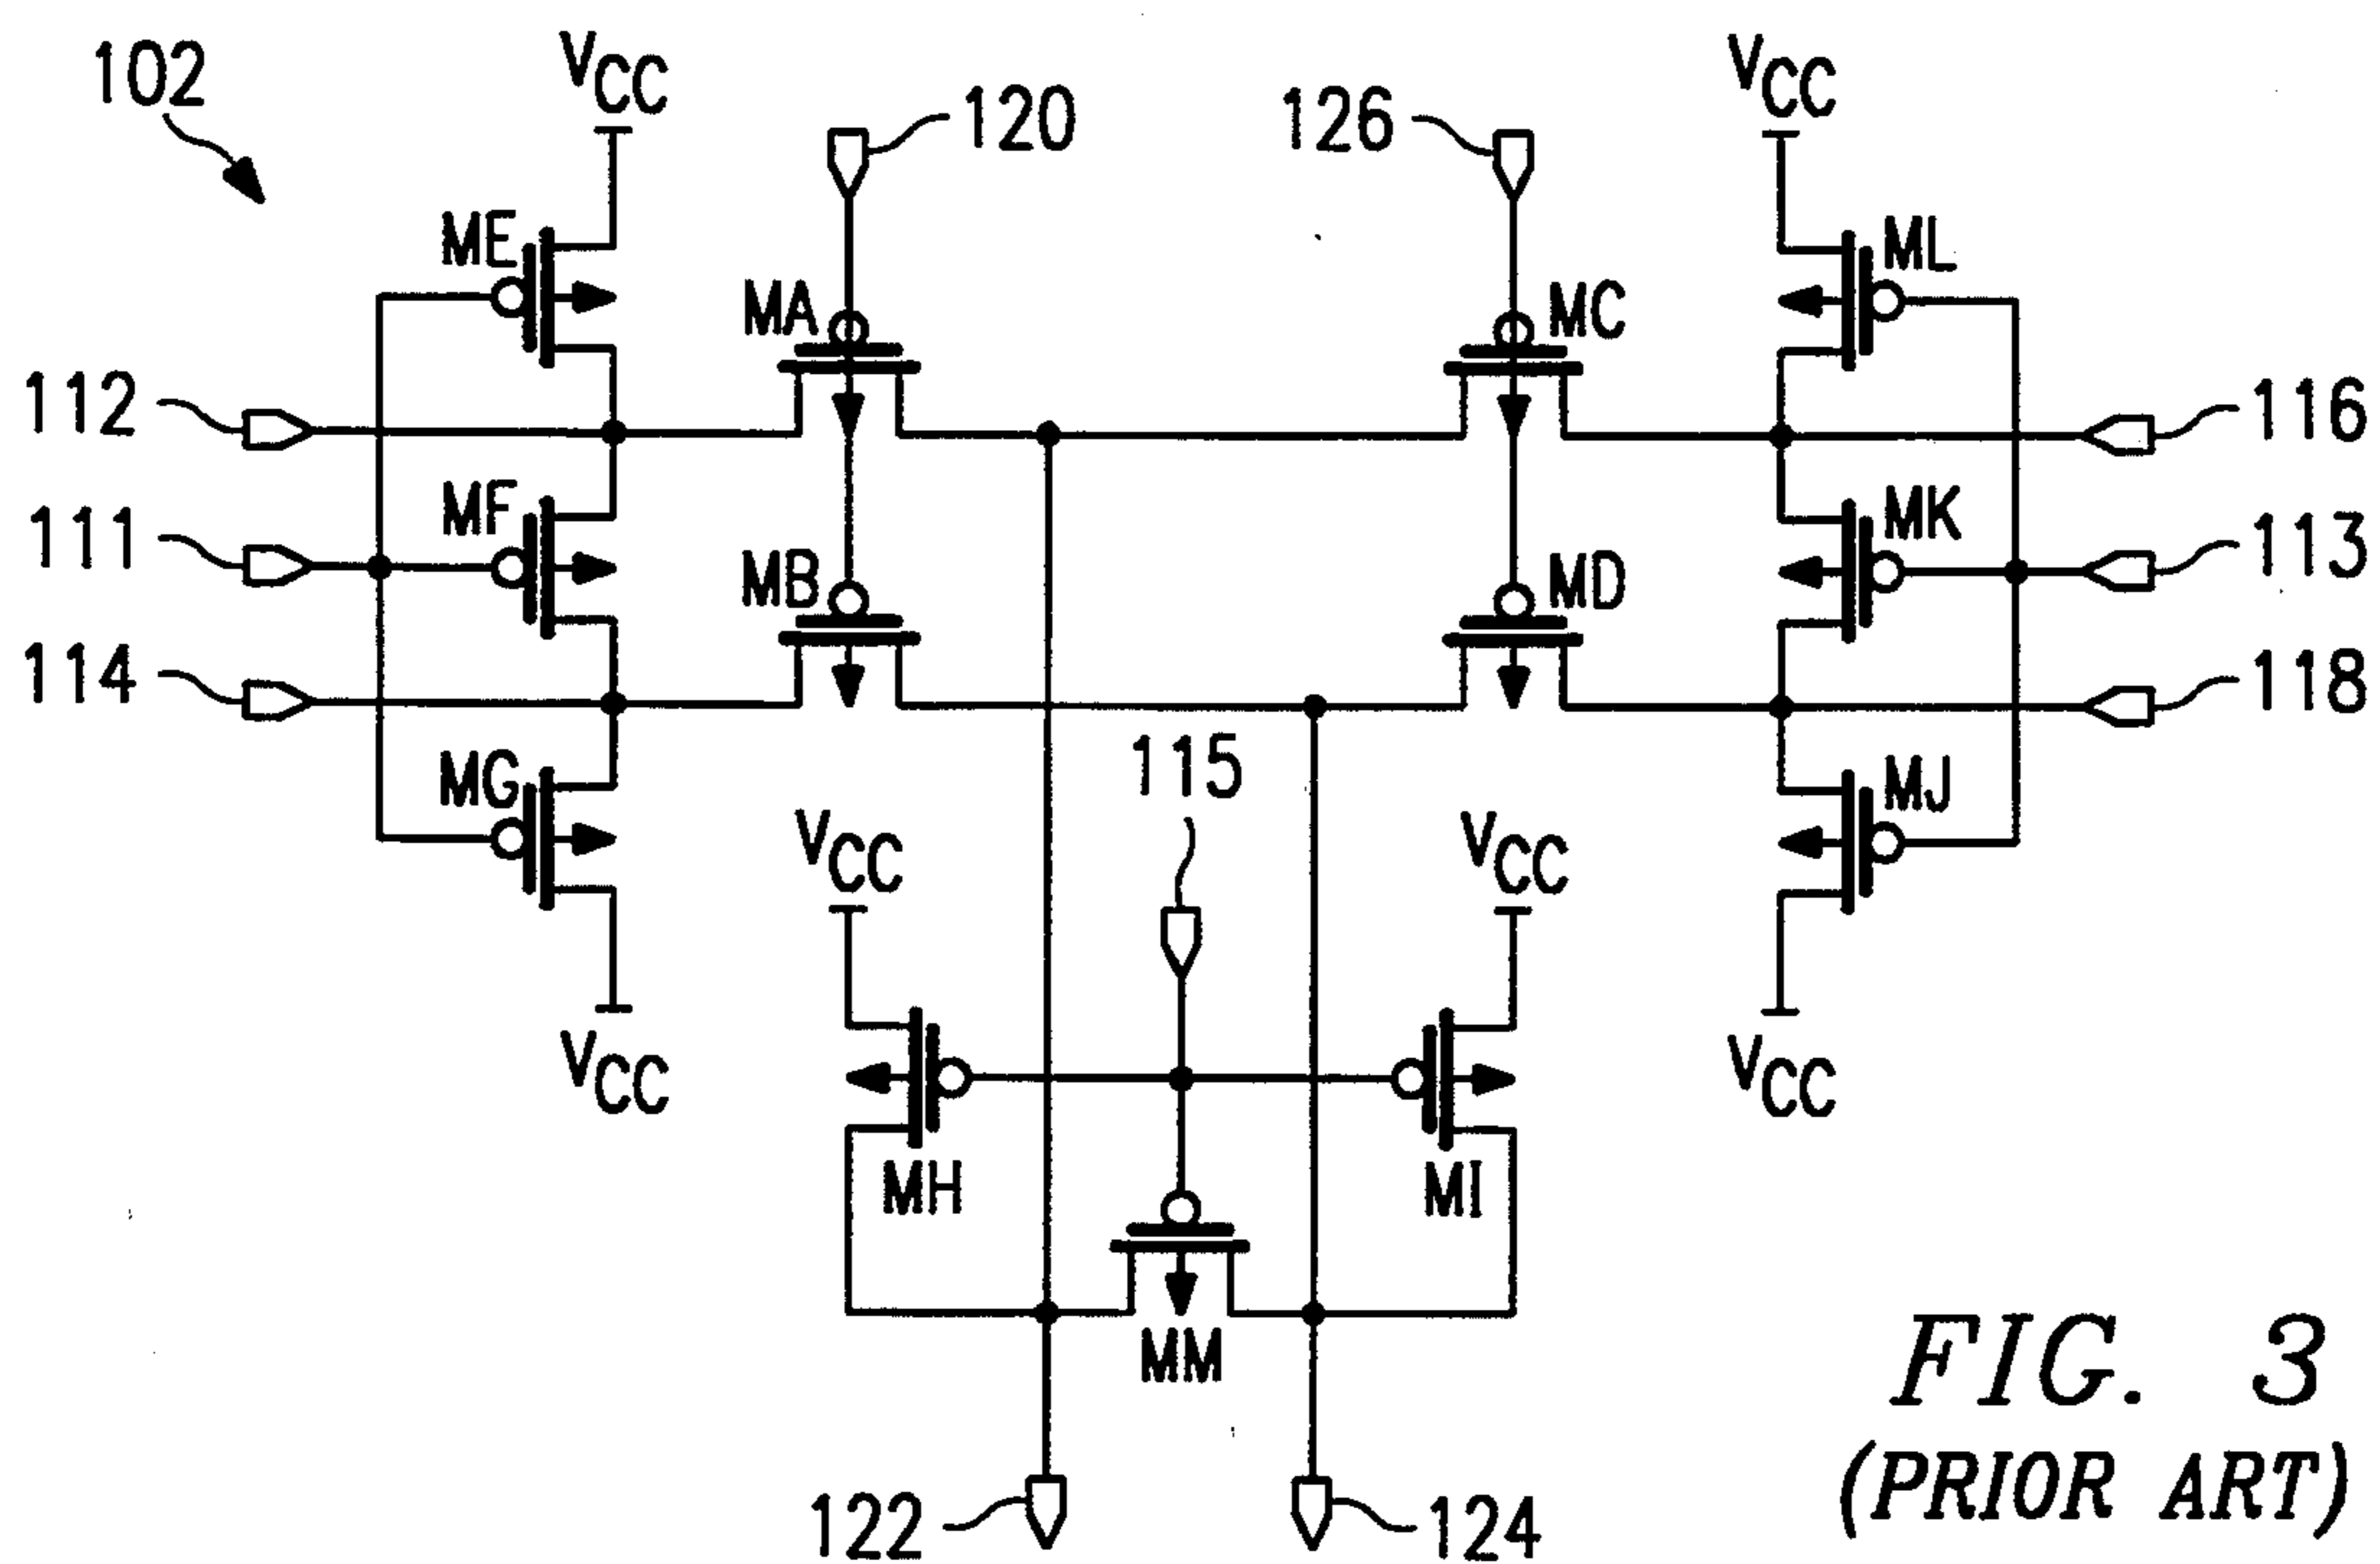 102
VCC
120
126
VCC
ME
ML
MA
MC
112
116
MF
MK
111
113
MB
MD
114
118
115
MG
MJ
VCC
VCC
VCC
VCC
MH
MI
MM
122
124
FIG. 3
(PRIOR ART)